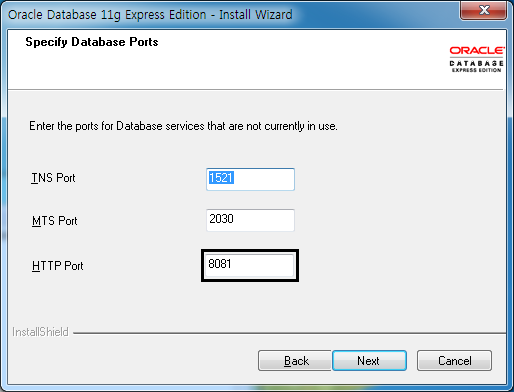 Oracle Database 11g Express Edition - Install Wizard
Specify Database Ports
ORACLE
DATABASE
EXPRESS EDITION
Enter the ports for Database services that are not currently in use.
TNS Port 1521
MTS Port 2030
HTTP Port 8081
InstallShield
Back Next Cancel